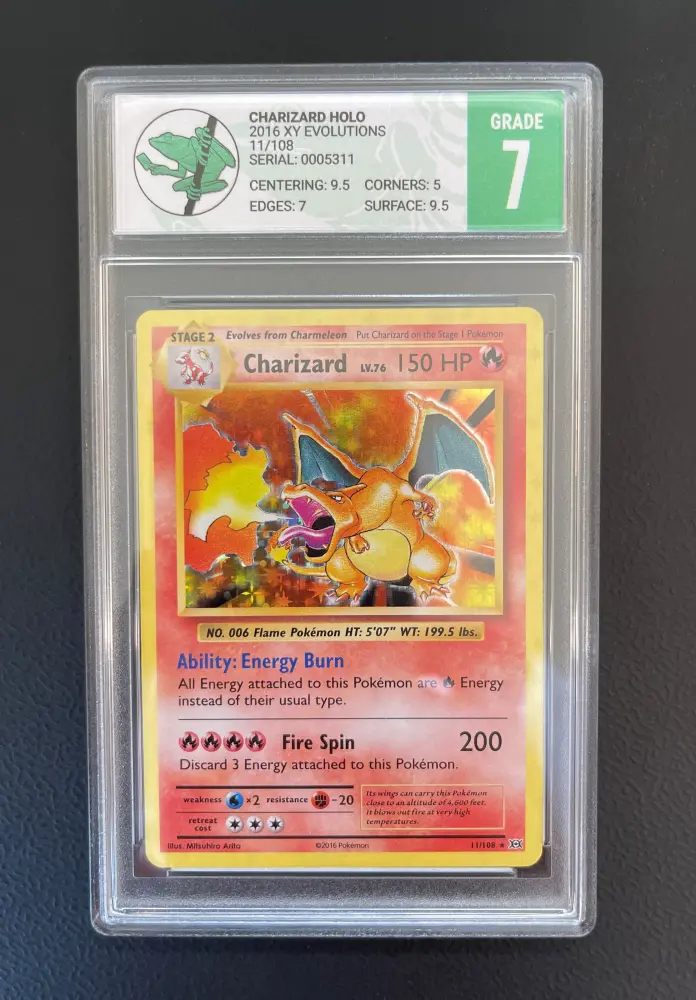 CHARIZARD HOLO
2016 XY EVOLUTIONS
11/108
SERIAL: 0005311
CENTERING: 9.5 CORNERS: 5
EDGES: 7 SURFACE: 9.5
GRADE
7
STAGE 2 Evolves from Charmeleon Put Charizard on the Stage 1 Pokémon
Charizard LV.76 150 HP
NO. 006 Flame Pokémon HT: 5'07" WT: 199.5 lbs.
Ability: Energy Burn
All Energy attached to this Pokémon are Energy
instead of their usual type.
Fire Spin 200
Discard 3 Energy attached to this Pokémon.
weakness ×2 resistance -20
retreat
cost
Its wings can carry this Pokémon
close to an altitude of 4,600 feet.
It blows out fire at very high
temperatures.
Illus. Mitsuhiro Arita ©2016 Pokémon 11/108 ★